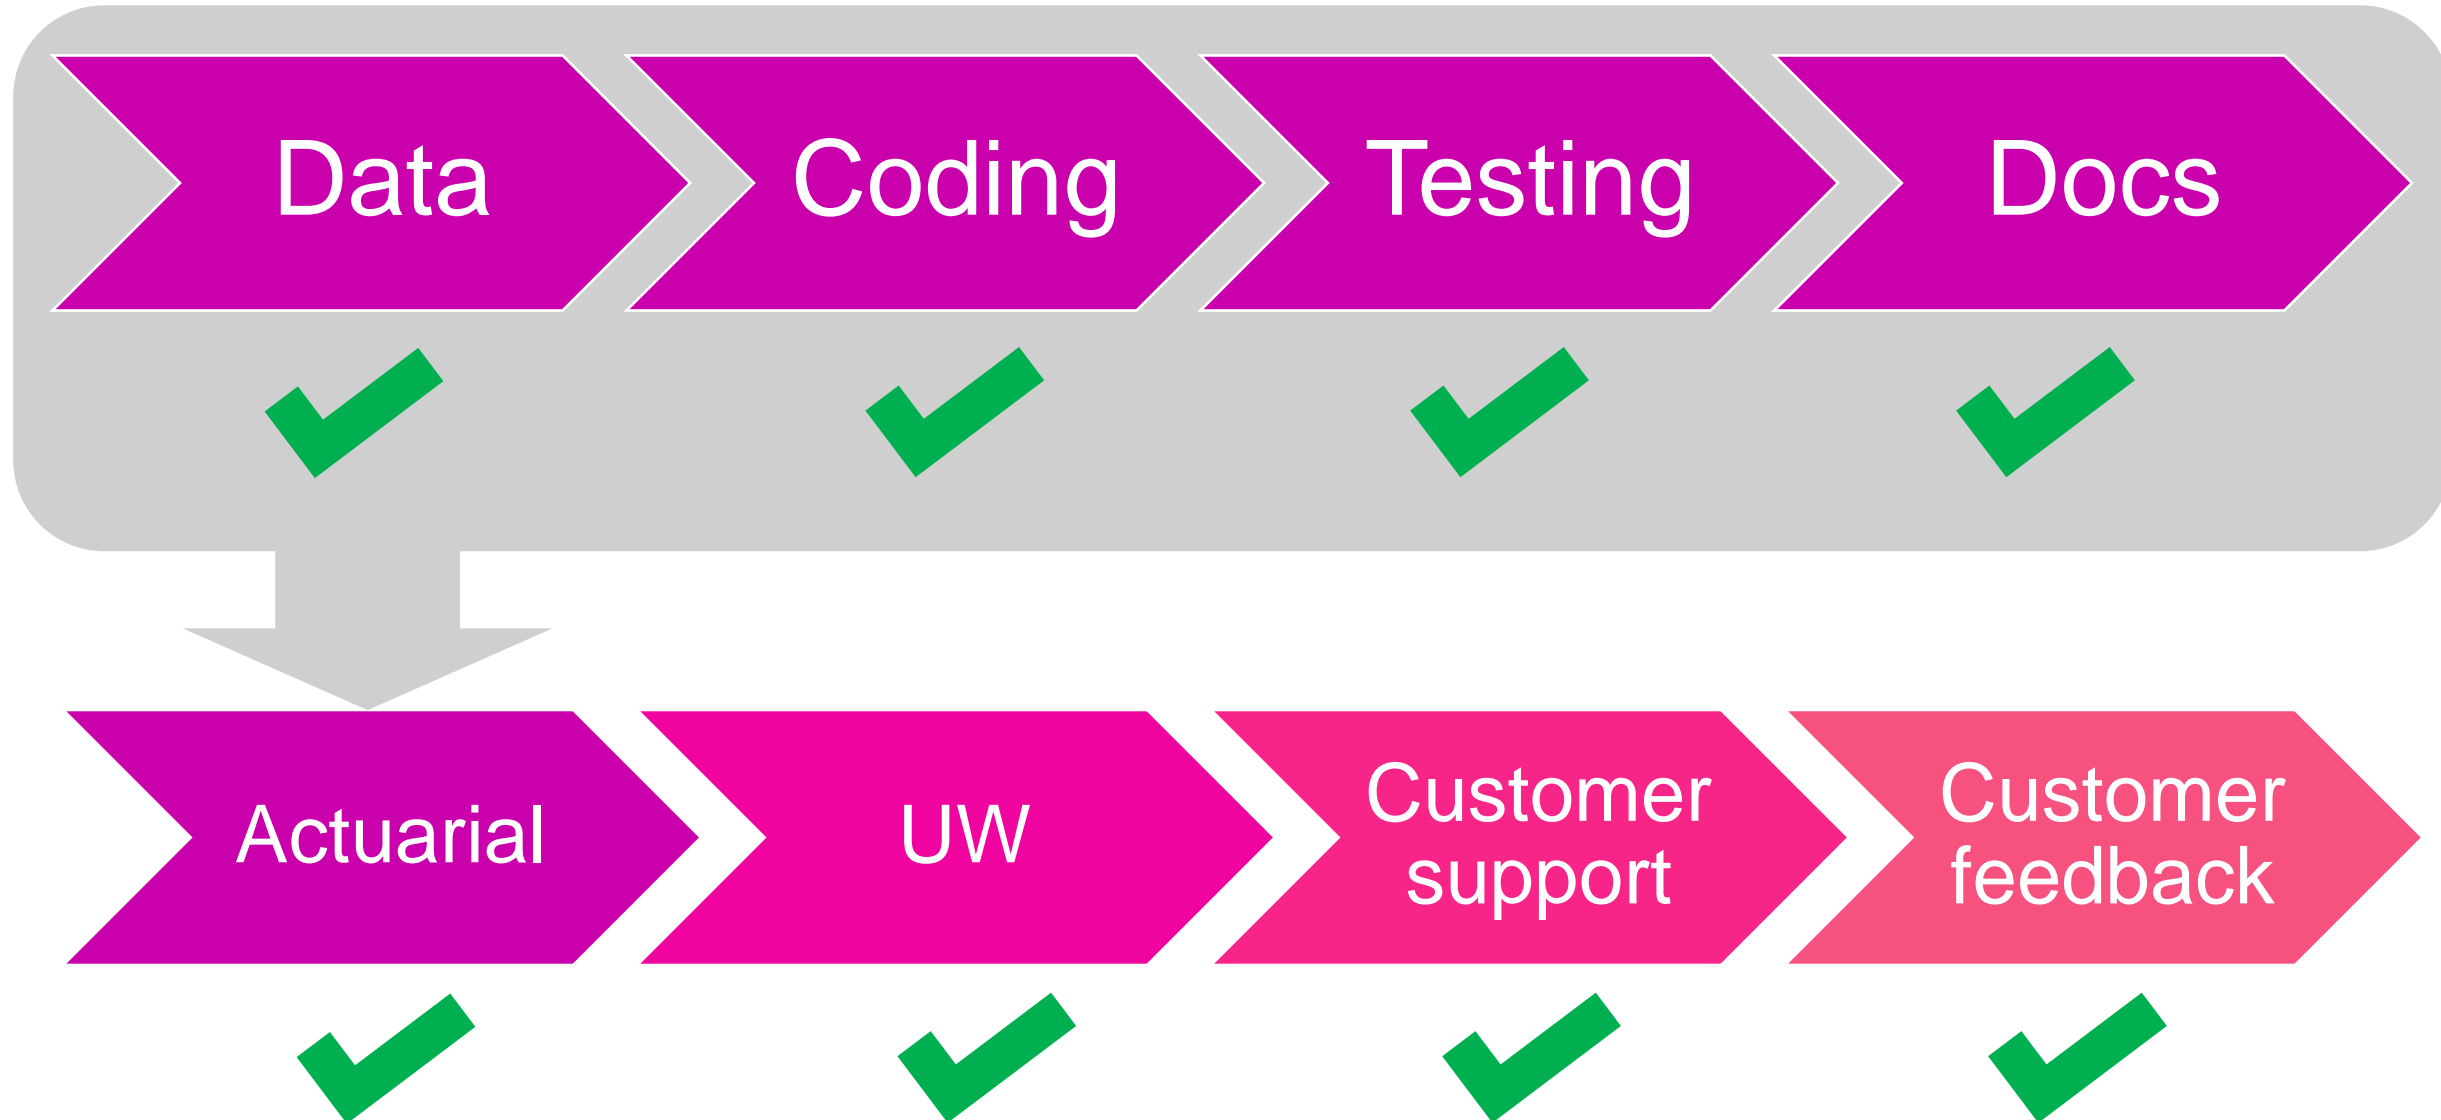 Data
Coding
Testing
Docs
Actuarial
UW
Customer
support
Customer
feedback